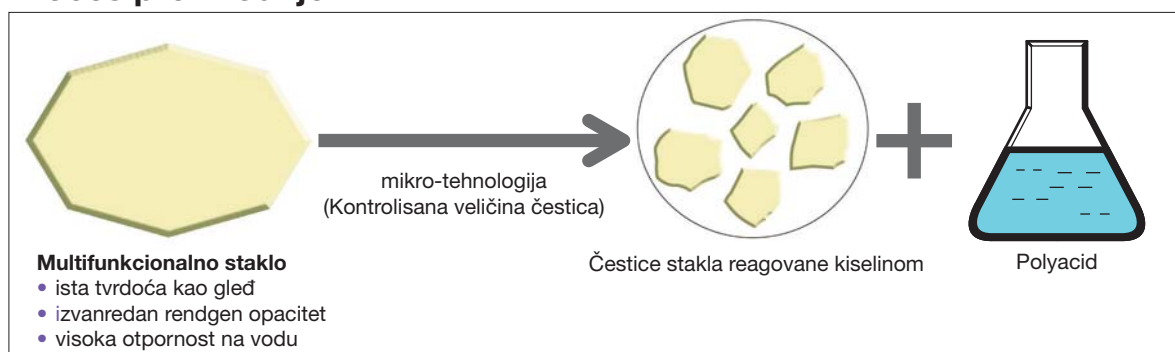 mikro-tehnologija
(Kontrolisana veličina čestica)
Multifunkcionalno staklo
• ista tvrdoća kao gleđ
• izvanredan rendgen opacitet
• visoka otpornost na vodu
Čestice stakla reagovane kiselinom
Polyacid